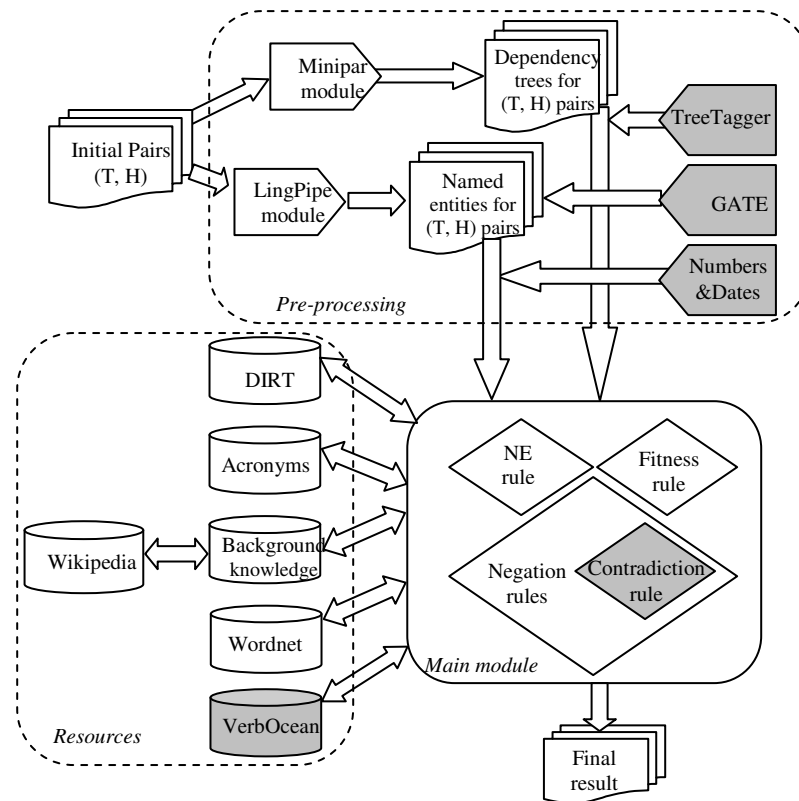 Minipar
module
Dependency
trees for
(T, H) pairs
TreeTagger
Initial Pairs
(T, H)
LingPipe
module
Named
entities for
(T, H) pairs
GATE
Numbers
&Dates
Pre-processing
DIRT
Acronyms
Background
knowledge
Wikipedia
Wordnet
VerbOcean
Resources
NE
rule
Fitness
rule
Negation
rules
Contradiction
rule
Main module
Final
result